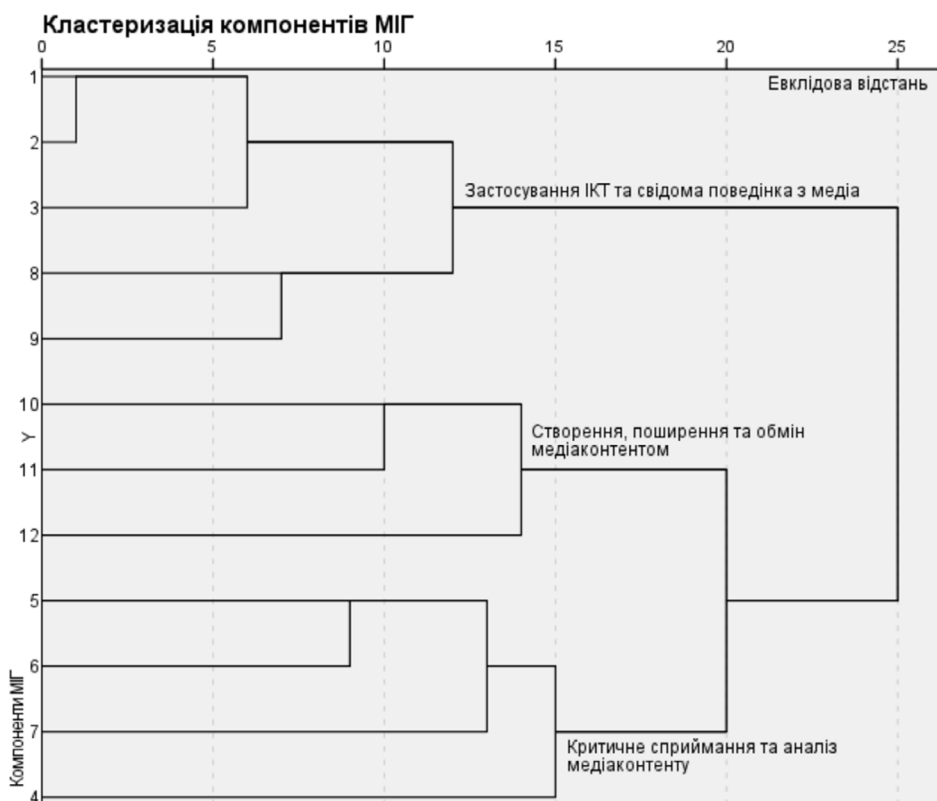 Кластеризація компонентів МІГ
0 5 10 15 20 25
Евклідова відстань
1
2
Застосування ІКТ та свідома поведінка з медіа
3
8
9
10
Y
Створення, поширення та обмін
медіаконтентом
11
12
5
6
7
Компоненти МІГ
Критичне сприймання та аналіз
медіаконтенту
4